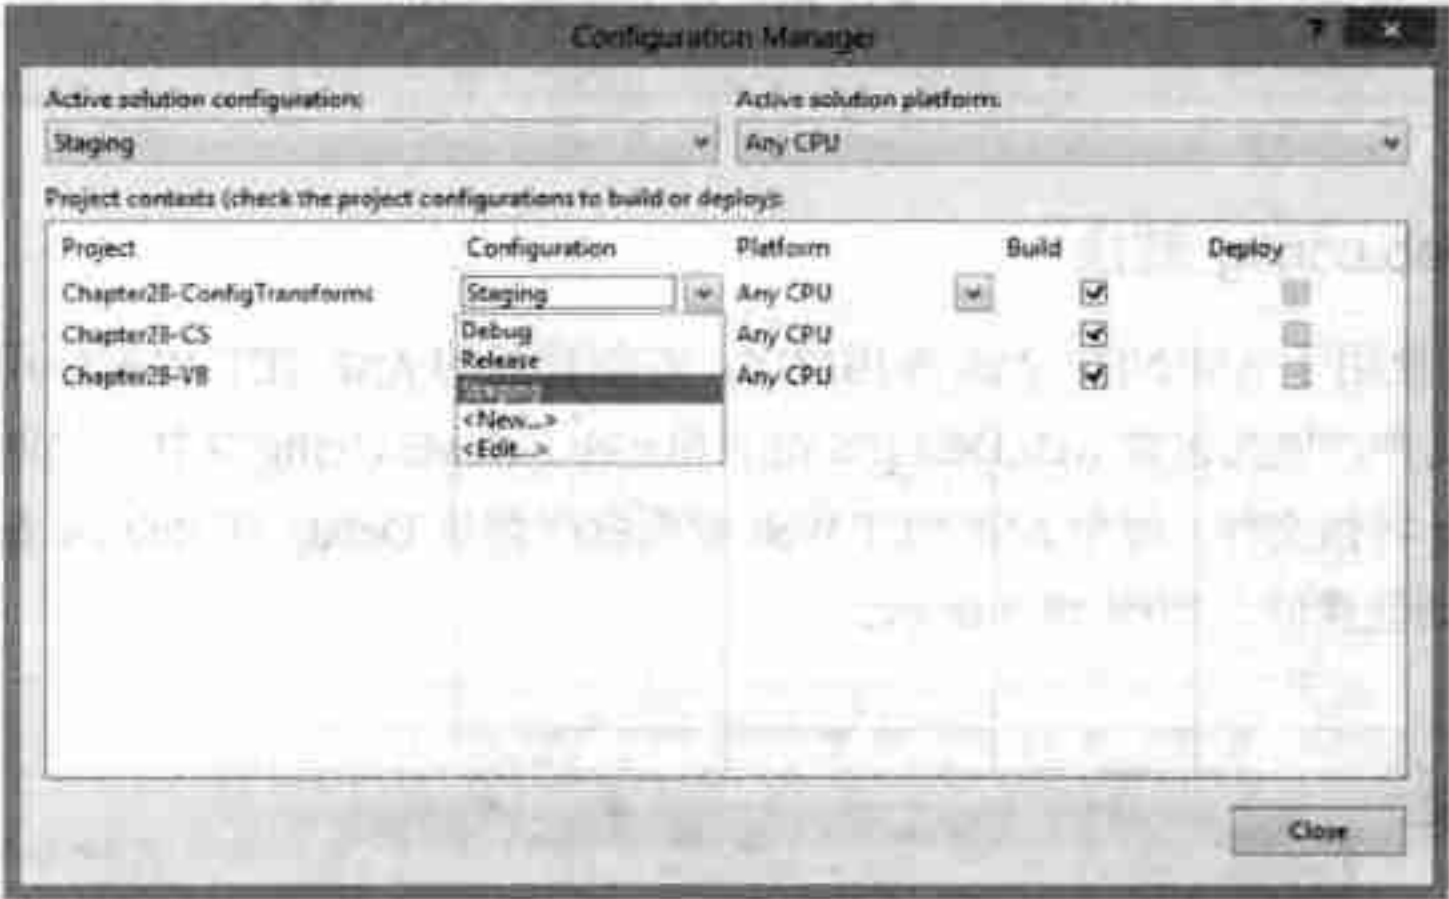 Configuration Manager
?
Active solution configuration: Active solution platform:
Staging Any CPU
Project contexts (check the project configurations to build or deploy):
Project Configuration Platform Build Deploy
Chapter28-ConfigTransforms Staging Any CPU
Chapter28-CS Any CPU
Chapter28-VB Any CPU
Debug
Release
Staging
<New...>
<Edit...>
Close